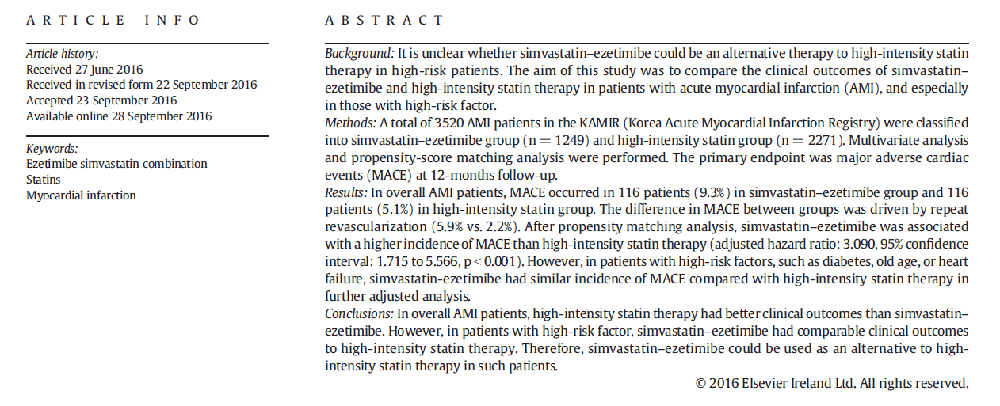 ARTICLE INFO
Article history:
Received 27 June 2016
Received in revised form 22 September 2016
Accepted 23 September 2016
Available online 28 September 2016
Keywords:
Ezetimibe simvastatin combination
Statins
Myocardial infarction
ABSTRACT
Background: It is unclear whether simvastatin–ezetimibe could be an alternative therapy to high-intensity statin
therapy in high-risk patients. The aim of this study was to compare the clinical outcomes of simvastatin–
ezetimibe and high-intensity statin therapy in patients with acute myocardial infarction (AMI), and especially
in those with high-risk factor.
Methods: A total of 3520 AMI patients in the KAMIR (Korea Acute Myocardial Infarction Registry) were classified
into simvastatin–ezetimibe group (n = 1249) and high-intensity statin group (n = 2271). Multivariate analysis
and propensity-score matching analysis were performed. The primary endpoint was major adverse cardiac
events (MACE) at 12-months follow-up.
Results: In overall AMI patients, MACE occurred in 116 patients (9.3%) in simvastatin–ezetimibe group and 116
patients (5.1%) in high-intensity statin group. The difference in MACE between groups was driven by repeat
revascularization (5.9% vs. 2.2%). After propensity matching analysis, simvastatin–ezetimibe was associated
with a higher incidence of MACE than high-intensity statin therapy (adjusted hazard ratio: 3.090, 95% confidence
interval: 1.715 to 5.566, p < 0.001). However, in patients with high-risk factors, such as diabetes, old age, or heart
failure, simvastatin-ezetimibe had similar incidence of MACE compared with high-intensity statin therapy in
further adjusted analysis.
Conclusions: In overall AMI patients, high-intensity statin therapy had better clinical outcomes than simvastatin–
ezetimibe. However, in patients with high-risk factor, simvastatin–ezetimibe had comparable clinical outcomes
to high-intensity statin therapy. Therefore, simvastatin–ezetimibe could be used as an alternative to high-
intensity statin therapy in such patients.
© 2016 Elsevier Ireland Ltd. All rights reserved.